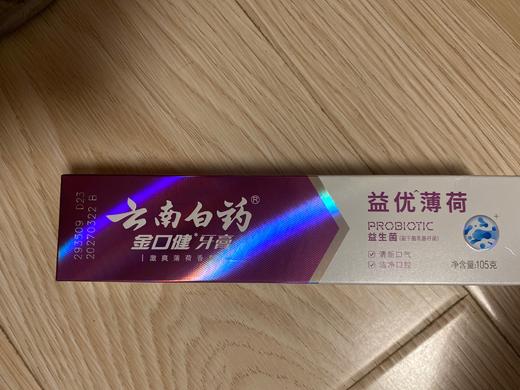 293509 D23
20270322 B
云南白药®
金口健牙膏
激爽薄荷香
益优薄荷
PROBIOTIC
益生菌
清新口气
洁净口腔
净含量:105克